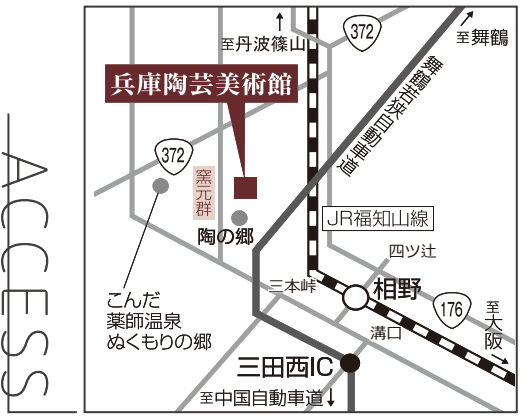 ACCESS
至丹波篠山
372
至舞鶴
兵庫陶芸美術館
舞鶴若狭自動車道
372
窯元群
陶の郷
JR福知山線
四ツ辻
三本峠
相野
こんだ
薬師温泉
ぬくもりの郷
176
至大阪
溝口
三田西IC
至中国自動車道